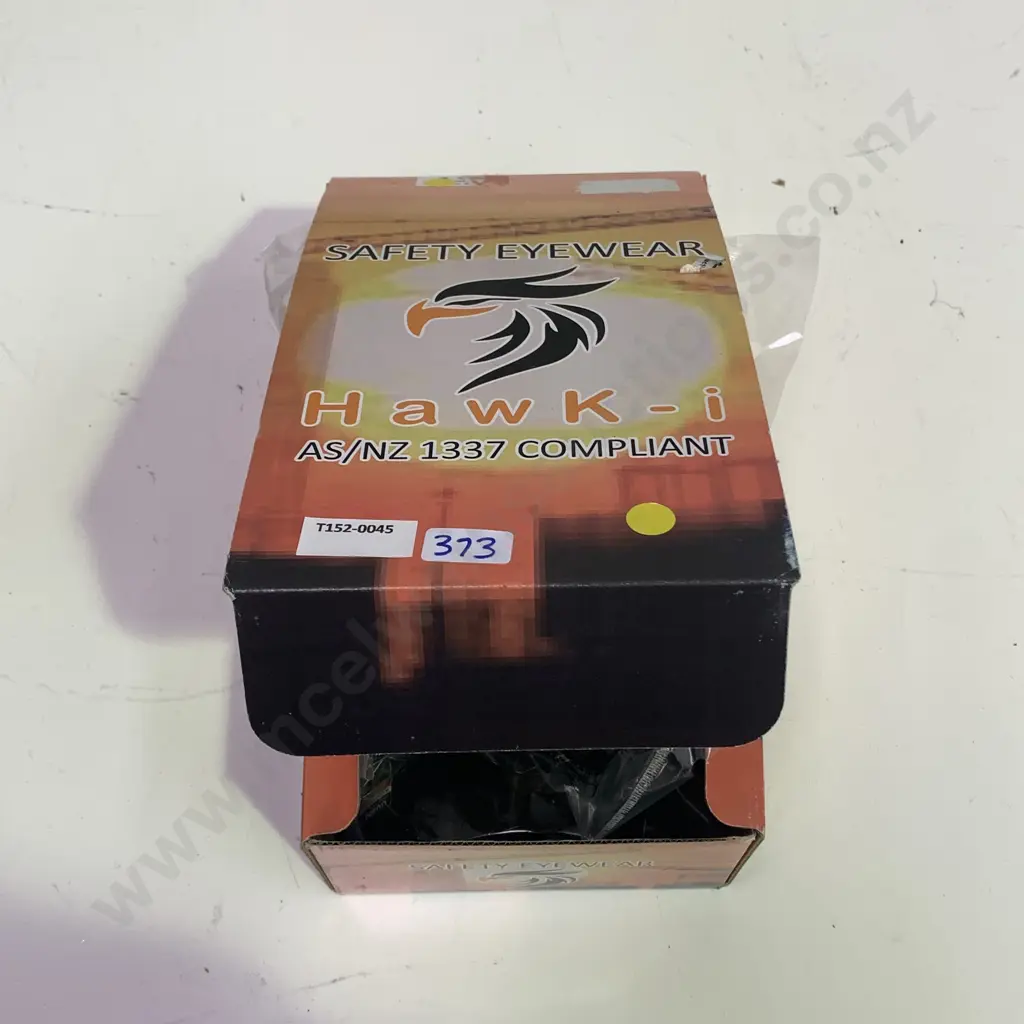 SAFETY EYEWEAR
HawK-i
AS/NZ 1337 COMPLIANT
T152-0045
373
SAFETY EYEWEAR